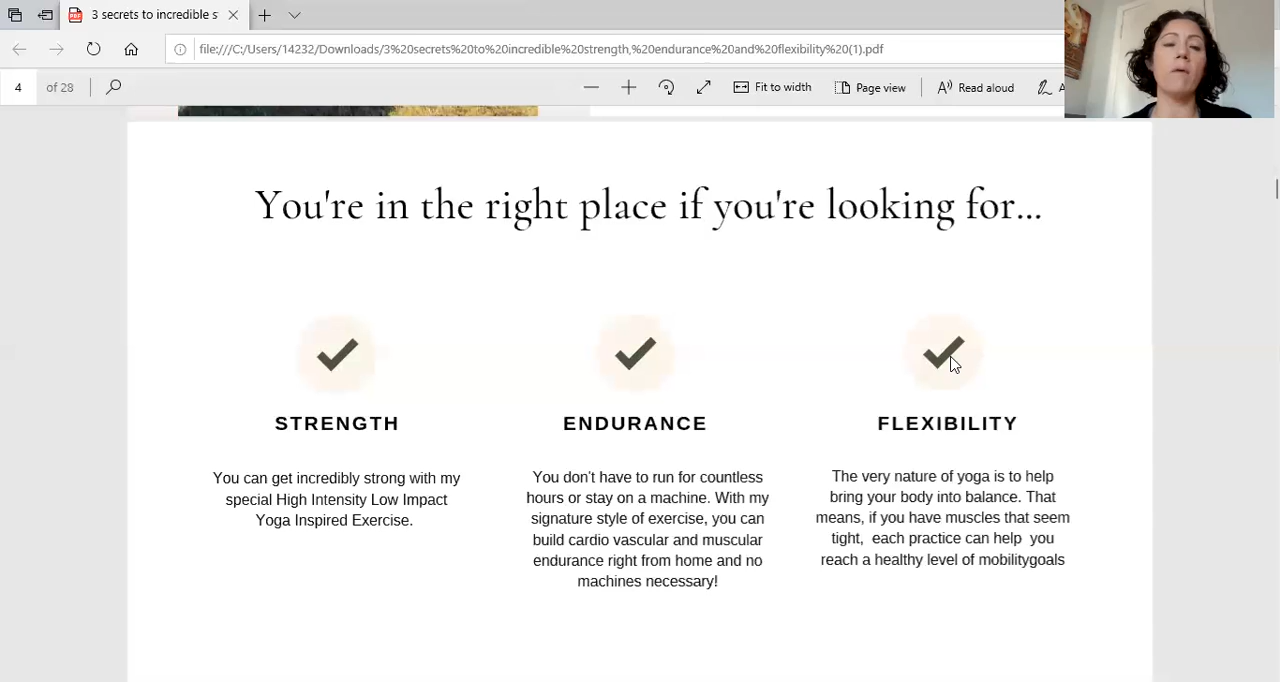 3 secrets to incredible s
file:///C:/Users/14232/Downloads/3%20secrets%20to%20incredible%20strength,%20endurance%20and%20flexibility%20(1).pdf
4 of 28
Fit to width
Page view
Read aloud
You're in the right place if you're looking for...
STRENGTH
You can get incredibly strong with my
special High Intensity Low Impact
Yoga Inspired Exercise.
ENDURANCE
You don't have to run for countless
hours or stay on a machine. With my
signature style of exercise, you can
build cardio vascular and muscular
endurance right from home and no
machines necessary!
FLEXIBILITY
The very nature of yoga is to help
bring your body into balance. That
means, if you have muscles that seem
tight,  each practice can help  you
reach a healthy level of mobilitygoals